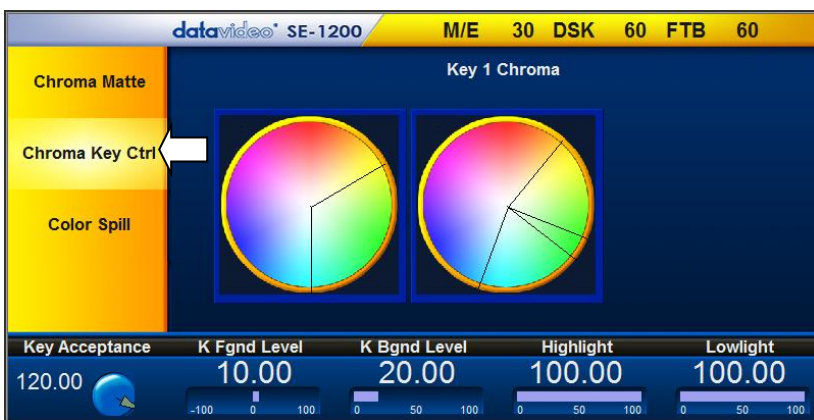 datavideo SE-1200 M/E 30 DSK 60 FTB 60
Key 1 Chroma
Chroma Matte
Chroma Key Ctrl
Color Spill
Key Acceptance K Fgnd Level K Bgnd Level Highlight Lowlight
120.00 10.00 20.00 100.00 100.00
-100 0 100 0 50 100 0 50 100 0 50 100